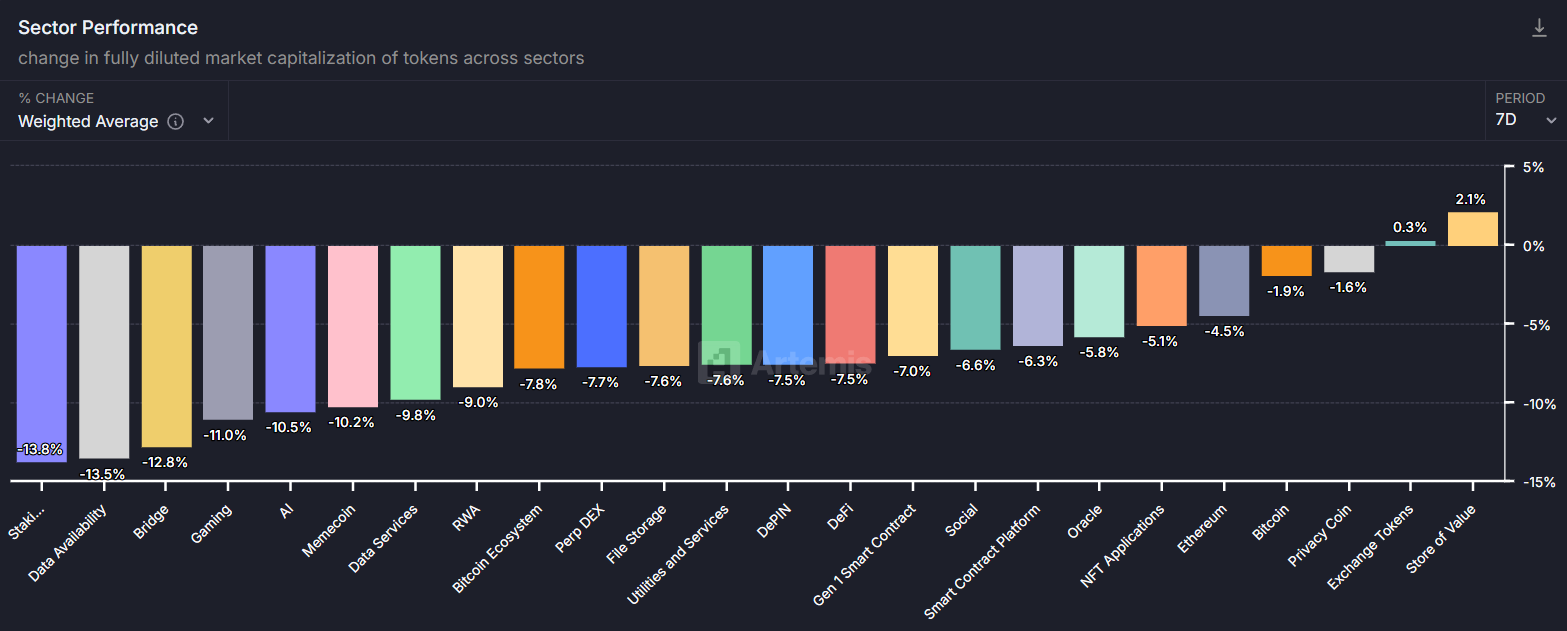 Sector Performance
change in fully diluted market capitalization of tokens across sectors
% CHANGE
Weighted Average
PERIOD
7D
5%
0%
-5%
-10%
-15%
-13.8%
-13.5%
-12.8%
-11.0%
-10.5%
-10.2%
-9.8%
-9.0%
-7.8%
-7.7%
-7.6%
-7.6%
-7.5%
-7.5%
-7.0%
-6.6%
-6.3%
-5.8%
-5.1%
-4.5%
-1.9%
-1.6%
0.3%
2.1%
Artemis
Staki...
Data Availability
Bridge
Gaming
AI
Memecoin
Data Services
RWA
Bitcoin Ecosystem
Perp DEX
File Storage
Utilities and Services
DePIN
DeFi
Gen 1 Smart Contract
Social
Smart Contract Platform
Oracle
NFT Applications
Ethereum
Bitcoin
Privacy Coin
Exchange Tokens
Store of Value